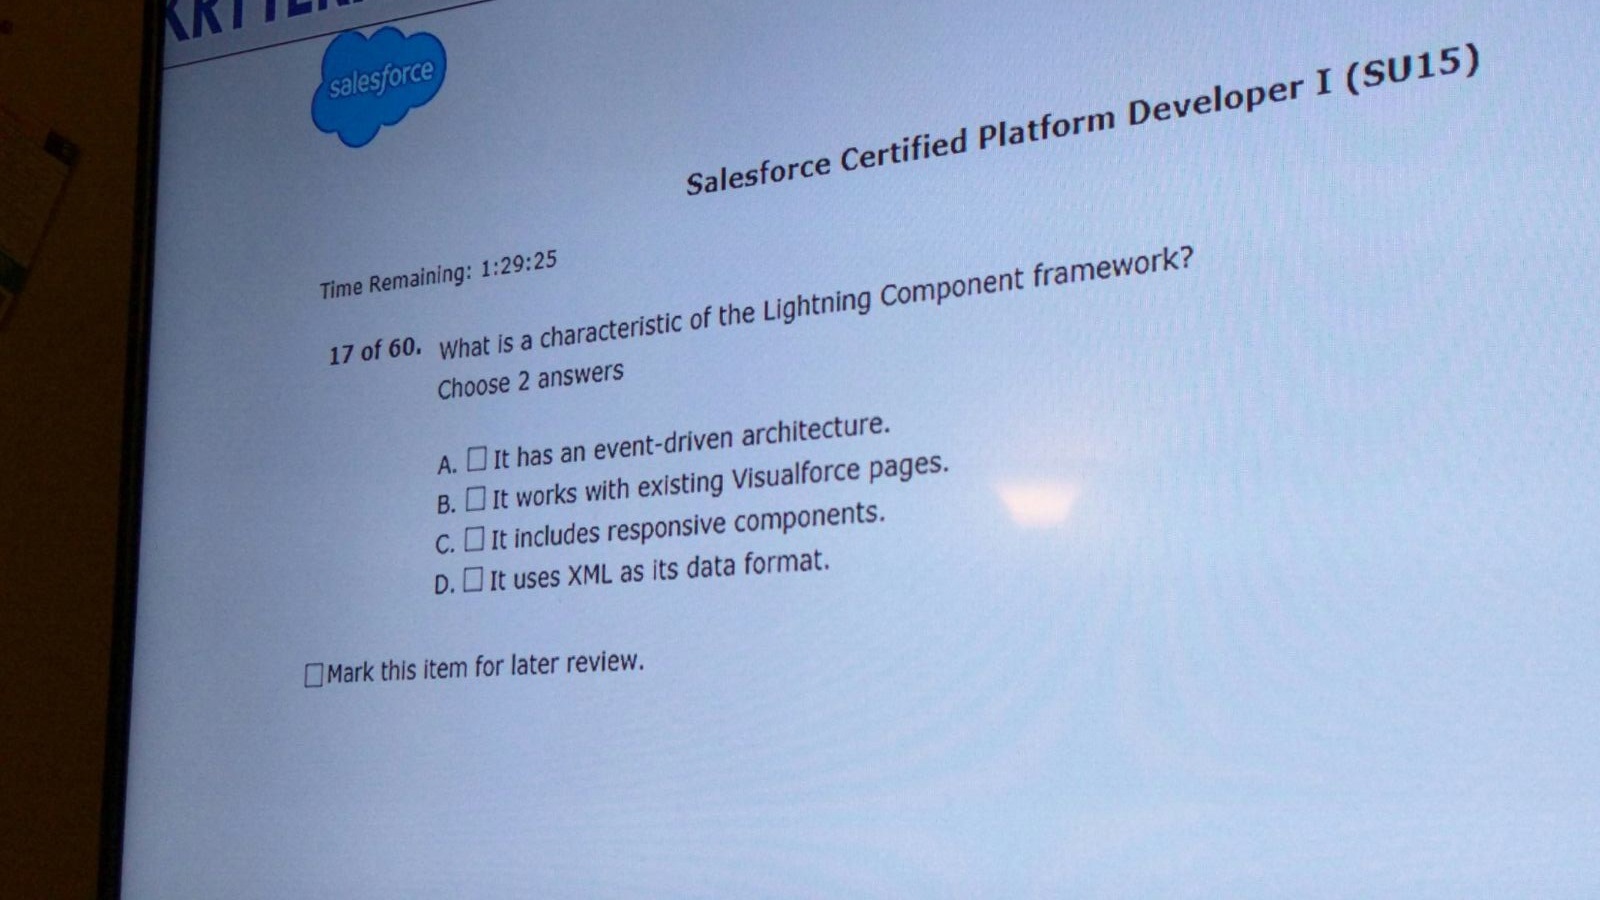 salesforce
Salesforce Certified Platform Developer I (SU15)
Time Remaining: 1:29:25
17 of 60. What is a characteristic of the Lightning Component framework?
Choose 2 answers
A. It has an event-driven architecture.
B. It works with existing Visualforce pages.
C. It includes responsive components.
D. It uses XML as its data format.
Mark this item for later review.